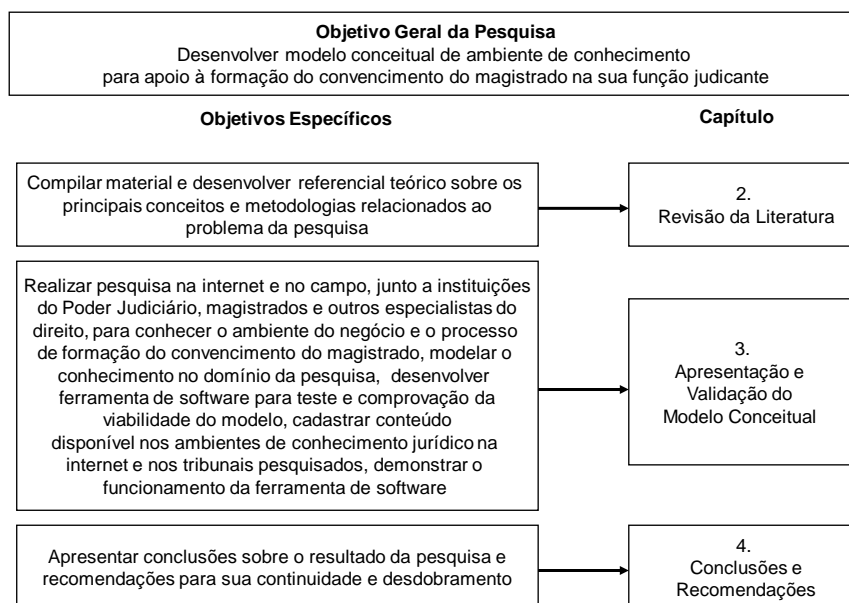 Objetivo Geral da Pesquisa
Desenvolver modelo conceitual de ambiente de conhecimento
para apoio à formação do convencimento do magistrado na sua função judicante
Objetivos Específicos
Capítulo
Compilar material e desenvolver referencial teórico sobre os
principais conceitos e metodologias relacionados ao
problema da pesquisa
2.
Revisão da Literatura
Realizar pesquisa na internet e no campo, junto a instituições
do Poder Judiciário, magistrados e outros especialistas do
direito, para conhecer o ambiente do negócio e o processo
de formação do convencimento do magistrado, modelar o
conhecimento no domínio da pesquisa, desenvolver
ferramenta de software para teste e comprovação da
viabilidade do modelo, cadastrar conteúdo
disponível nos ambientes de conhecimento jurídico na
internet e nos tribunais pesquisados, demonstrar o
funcionamento da ferramenta de software
3.
Apresentação e
Validação do
Modelo Conceitual
Apresentar conclusões sobre o resultado da pesquisa e
recomendações para sua continuidade e desdobramento
4.
Conclusões e
Recomendações